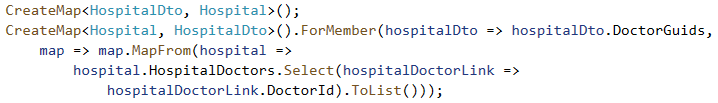 CreateMap<HospitalDto, Hospital>();
CreateMap<Hospital, HospitalDto>().ForMember(hospitalDto => hospitalDto.DoctorGuids,
map => map.MapFrom(hospital =>
hospital.HospitalDoctors.Select(hospitalDoctorLink =>
hospitalDoctorLink.DoctorId).ToList()));